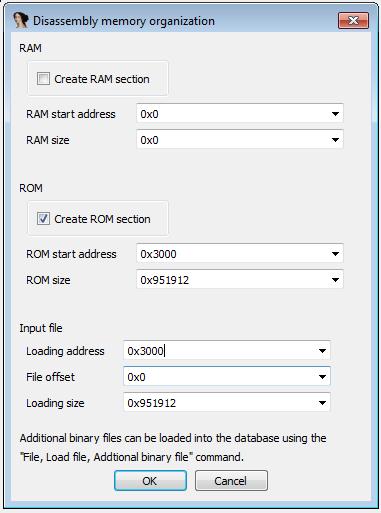 Disassembly memory organization
RAM
Create RAM section
RAM start address 0x0
RAM size 0x0
ROM
Create ROM section
ROM start address 0x3000
ROM size 0x951912
Input file
Loading address 0x3000
File offset 0x0
Loading size 0x951912
Additional binary files can be loaded into the database using the
"File, Load file, Addtional binary file" command.
OK Cancel